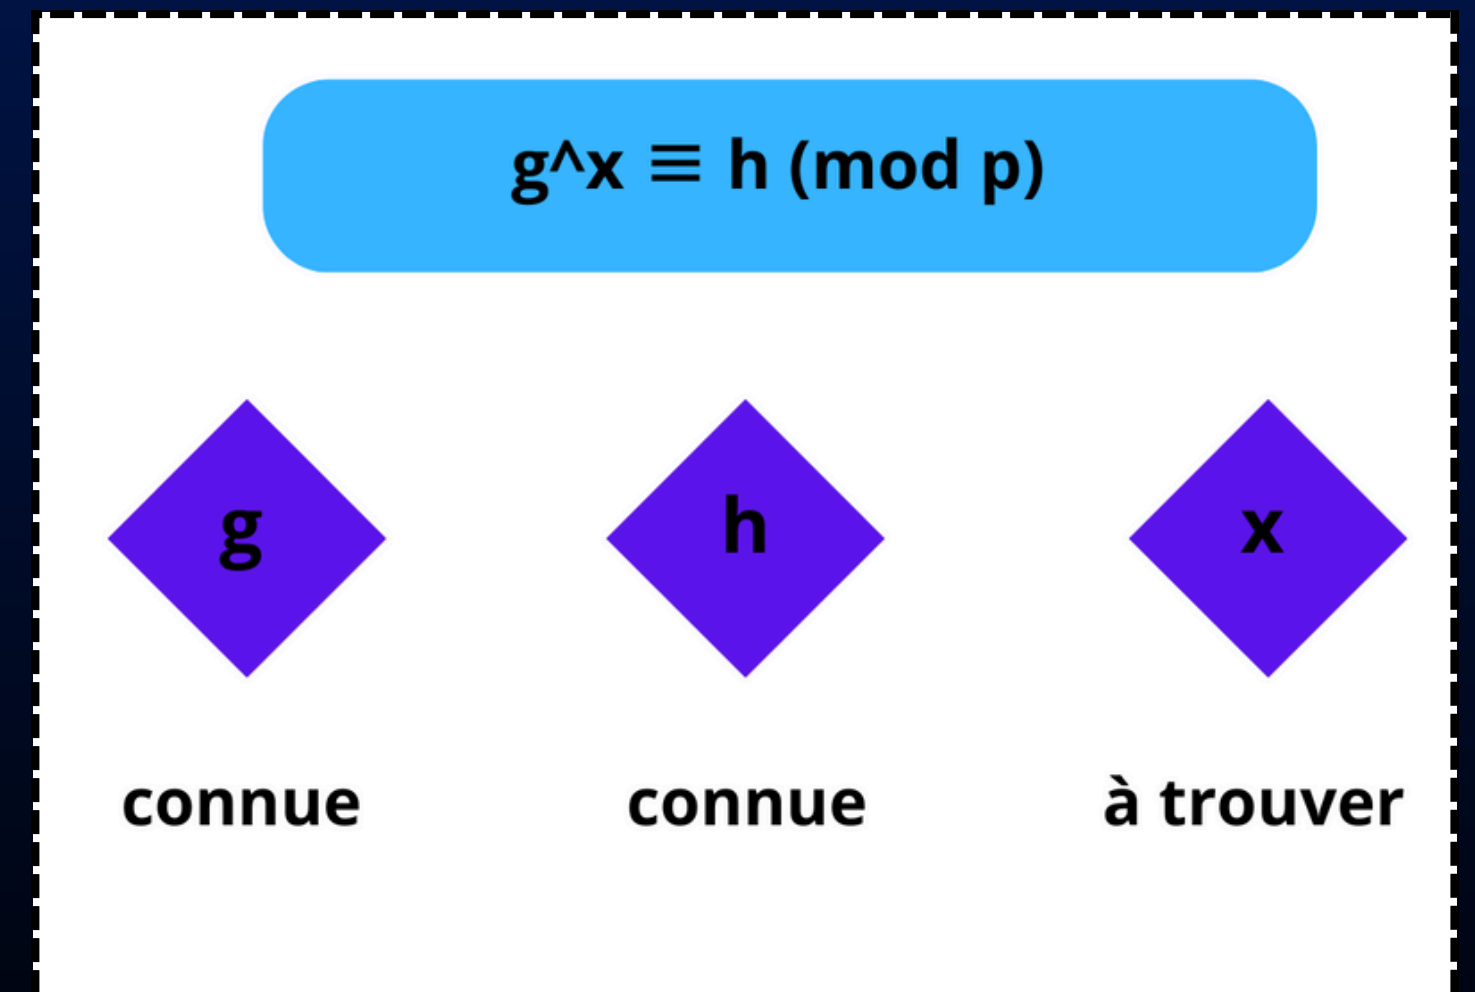 g^x ≡ h (mod p)
g h x
connue connue à trouver